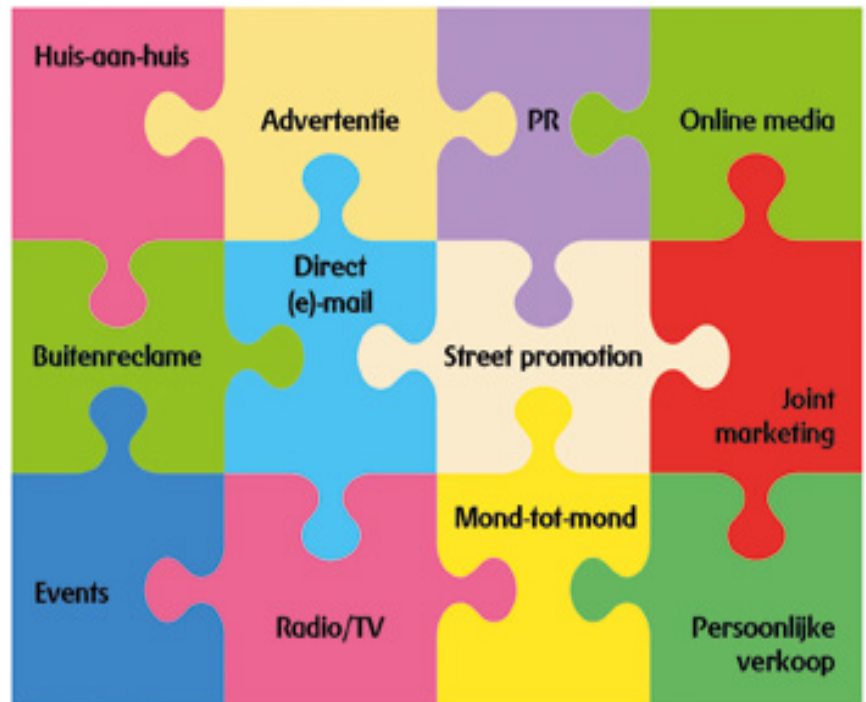 Huis-aan-huis
Advertentie
PR
Online media
Buitenreclame
Direct
(e)-mail
Street promotion
Joint
marketing
Events
Radio/TV
Mond-tot-mond
Persoonlijke
verkoop